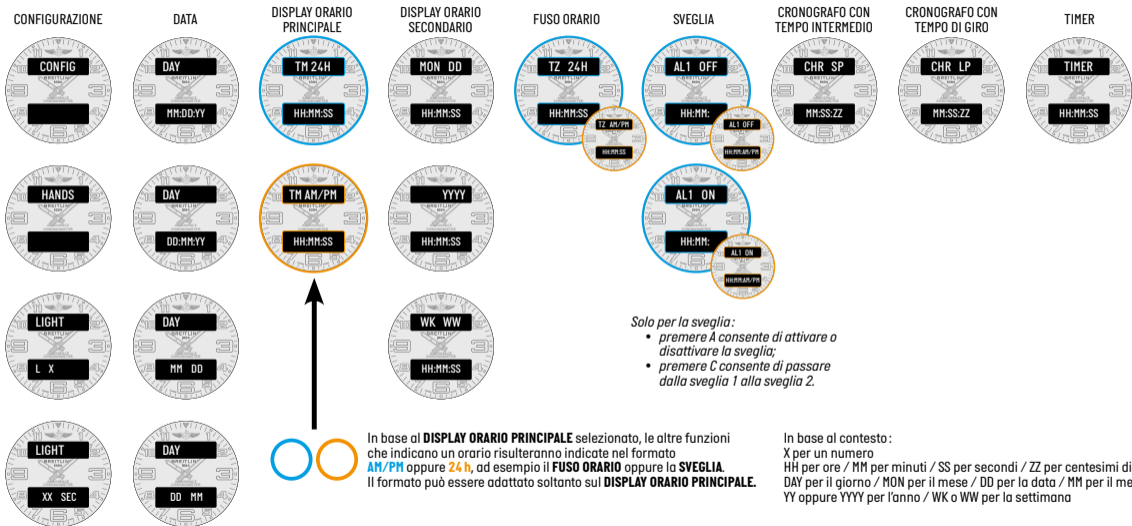 CONFIGURAZIONE
DATA
DISPLAY ORARIO
PRINCIPALE
DISPLAY ORARIO
SECONDARIO
FUSO ORARIO
SVEGLIA
CRONOGRAFO CON
TEMPO INTERMEDIO
CRONOGRAFO CON
TEMPO DI GIRO
TIMER
CONFIG
DAY
MM:DD:YY
TM 24H
HH:MM:SS
MON DD
HH:MM:SS
TZ 24H
HH:MM:SS
TZ AM/PM
HH:MM:SS
AL1 OFF
HH:MM:
AL1 OFF
HH:MM:AM/PM
CHR SP
MM:SS:ZZ
CHR LP
MM:SS:ZZ
TIMER
HH:MM:SS
HANDS
DAY
DD:MM:YY
TM AM/PM
HH:MM:SS
YYYY
HH:MM:SS
AL1 ON
HH:MM:
AL1 ON
HH:MM:AM/PM
LIGHT
L X
DAY
MM DD
WK WW
HH:MM:SS
Solo per la sveglia:
• premere A consente di attivare o
disattivare la sveglia;
• premere C consente di passare
dalla sveglia 1 alla sveglia 2.
LIGHT
XX SEC
DAY
DD MM
In base al DISPLAY ORARIO PRINCIPALE selezionato, le altre funzioni
che indicano un orario risulteranno indicate nel formato
AM/PM oppure 24 h, ad esempio il FUSO ORARIO oppure la SVEGLIA.
Il formato può essere adattato soltanto sul DISPLAY ORARIO PRINCIPALE.
In base al contesto:
X per un numero
HH per ore / MM per minuti / SS per secondi / ZZ per centesimi di
DAY per il giorno / MON per il mese / DD per la data / MM per il me
YY oppure YYYY per l'anno / WK o WW per la settimana